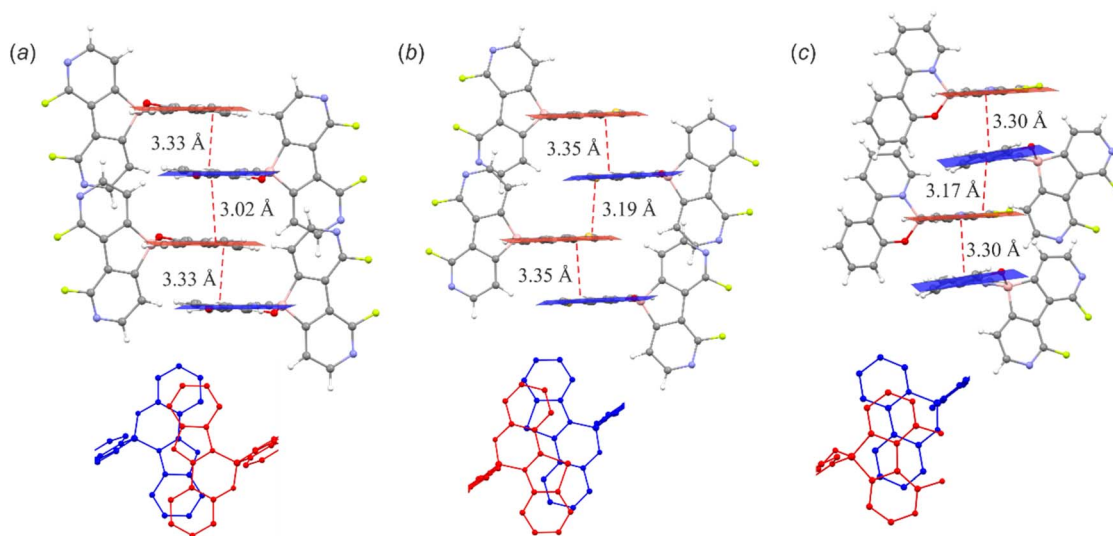 (a)
3.33 Å
3.02 Å
3.33 Å
(b)
3.35 Å
3.19 Å
3.35 Å
(c)
3.30 Å
3.17 Å
3.30 Å